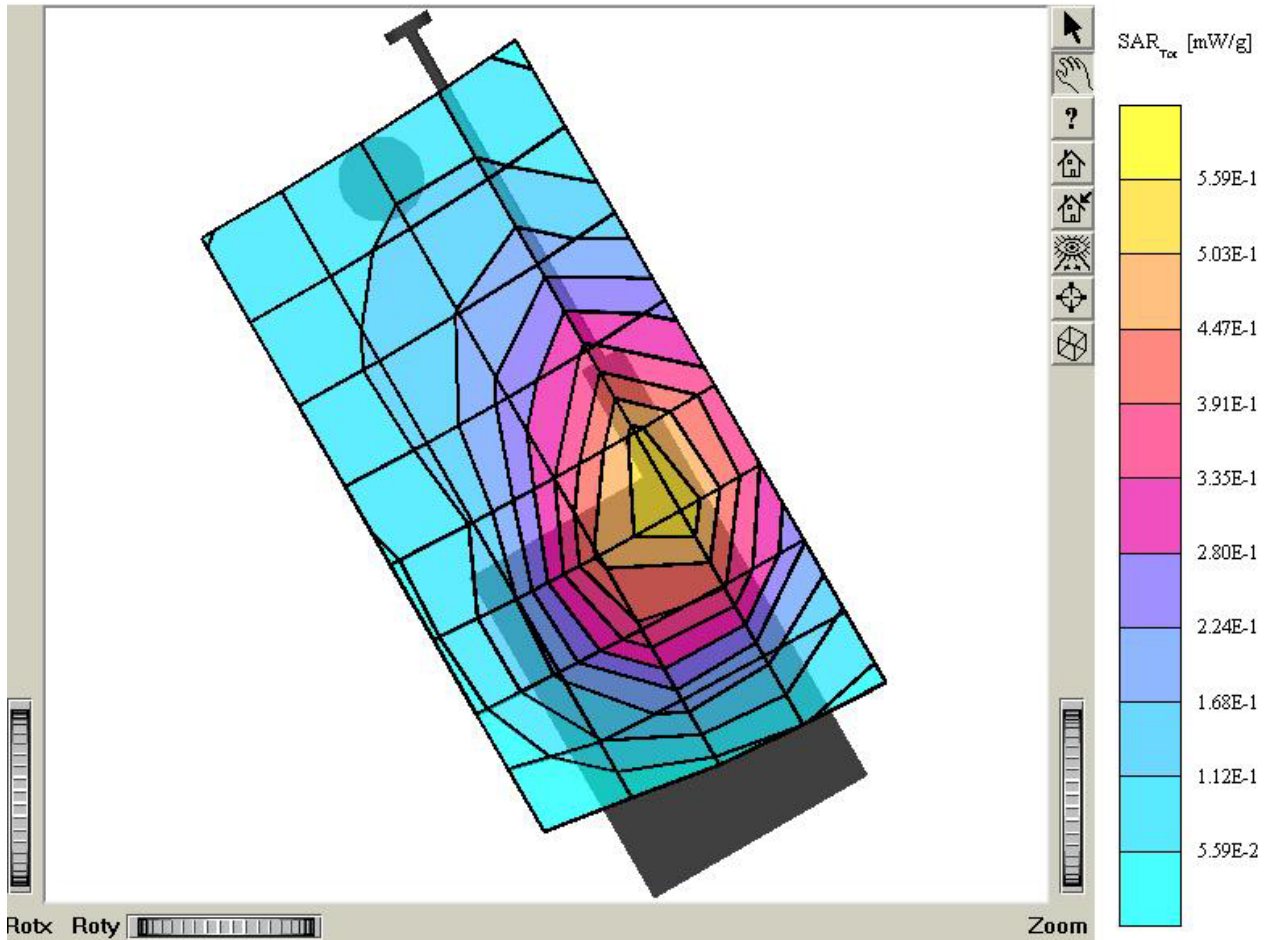 SAR_Tot [mW/g]
?
5.59E-1
5.03E-1
4.47E-1
3.91E-1
3.35E-1
2.80E-1
2.24E-1
1.68E-1
1.12E-1
5.59E-2
Rotx Roty Zoom